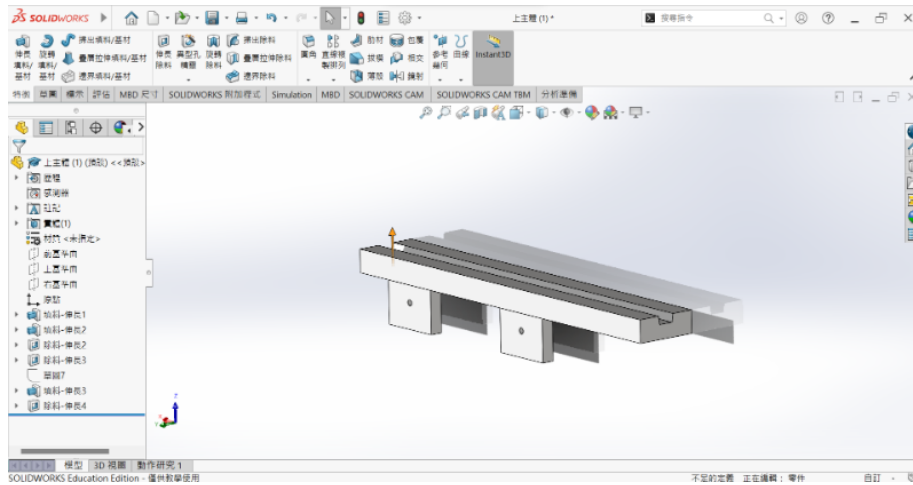 SOLIDWORKS
上主體 (1) *
搜尋指令
伸長填料/基材
旋轉填料/基材
掃出填料/基材
疊層拉伸填料/基材
邊界填料/基材
伸長除料
異型孔精靈
旋轉除料
掃出除料
疊層拉伸除料
邊界除料
圓角
直線複製排列
肋材
拔模
薄殼
包覆
相交
鏡射
參考幾何
曲線
Instant3D
特徵 草圖 標示 評估 MBD 尺寸 SOLIDWORKS 附加程式 Simulation MBD SOLIDWORKS CAM SOLIDWORKS CAM TBM 分析準備
上主體 (1) (預設) <<預設>
歷程
感測器
註記
實體(1)
材質 <未指定>
前基準面
上基準面
右基準面
原點
填料-伸長1
填料-伸長2
除料-伸長2
除料-伸長3
草圖7
填料-伸長3
除料-伸長4
模型 3D 視圖 動作研究 1
SOLIDWORKS Education Edition - 僅供教學使用
不足的定義 正在編輯：零件 自訂